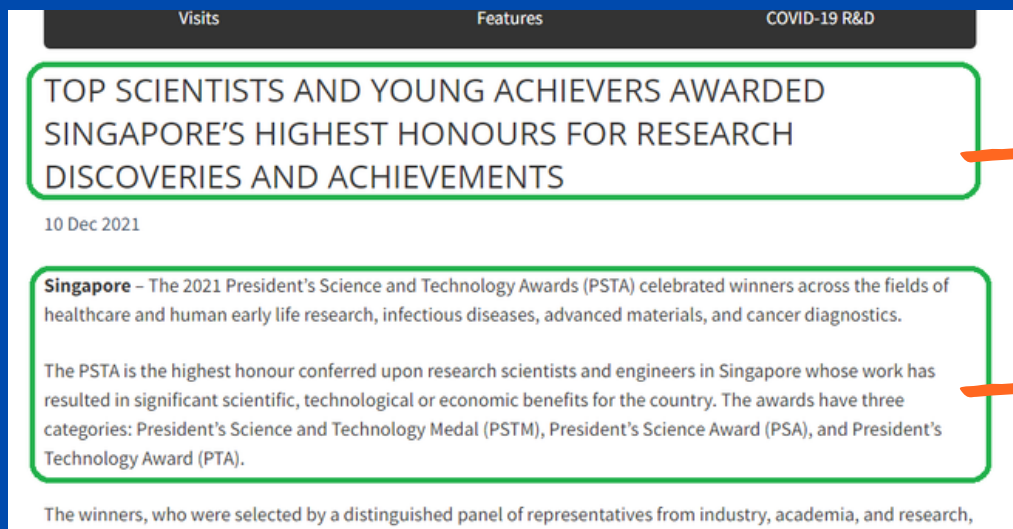 Visits Features COVID-19 R&D
TOP SCIENTISTS AND YOUNG ACHIEVERS AWARDED
SINGAPORE’S HIGHEST HONOURS FOR RESEARCH
DISCOVERIES AND ACHIEVEMENTS
10 Dec 2021
Singapore – The 2021 President’s Science and Technology Awards (PSTA) celebrated winners across the fields of
healthcare and human early life research, infectious diseases, advanced materials, and cancer diagnostics.
The PSTA is the highest honour conferred upon research scientists and engineers in Singapore whose work has
resulted in significant scientific, technological or economic benefits for the country. The awards have three
categories: President’s Science and Technology Medal (PSTM), President’s Science Award (PSA), and President’s
Technology Award (PTA).
The winners, who were selected by a distinguished panel of representatives from industry, academia, and research,